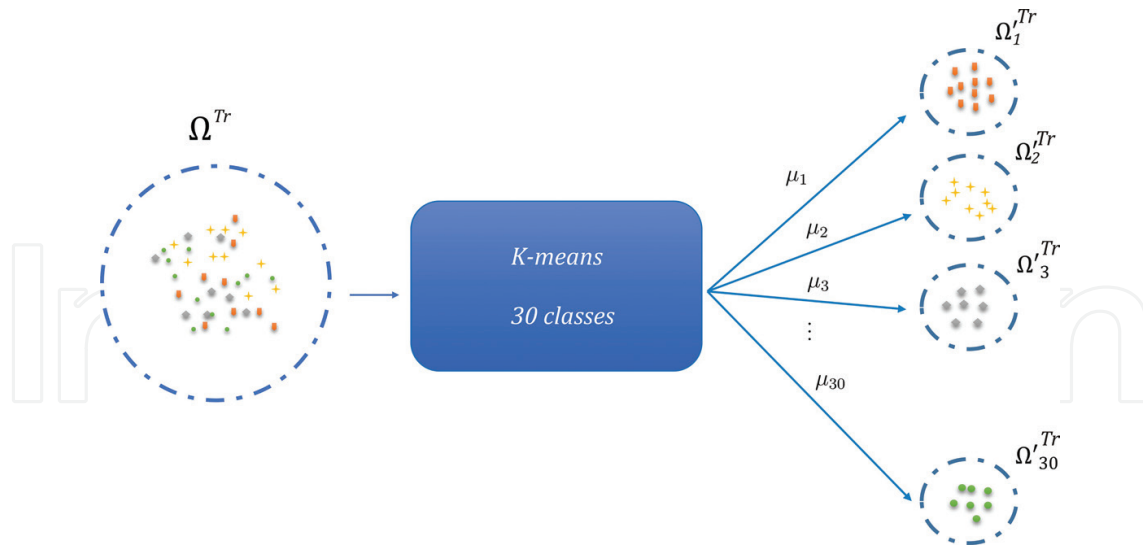 Ω^Tr
K-means
30 classes
μ₁
μ₂
μ₃
⋮
μ₃₀
Ω′₁^Tr
Ω′₂^Tr
Ω′₃^Tr
Ω′₃₀^Tr